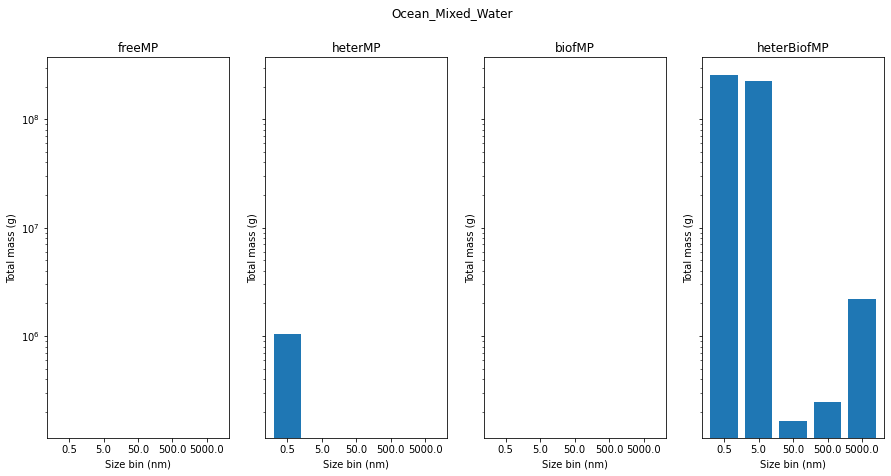 Ocean_Mixed_Water
freeMP
heterMP
biofMP
heterBiofMP
Total mass (g)
10^8
10^7
10^6
0.5 5.0 50.0 500.0 5000.0
Size bin (nm)
Total mass (g)
0.5 5.0 50.0 500.0 5000.0
Size bin (nm)
Total mass (g)
0.5 5.0 50.0 500.0 5000.0
Size bin (nm)
Total mass (g)
0.5 5.0 50.0 500.0 5000.0
Size bin (nm)